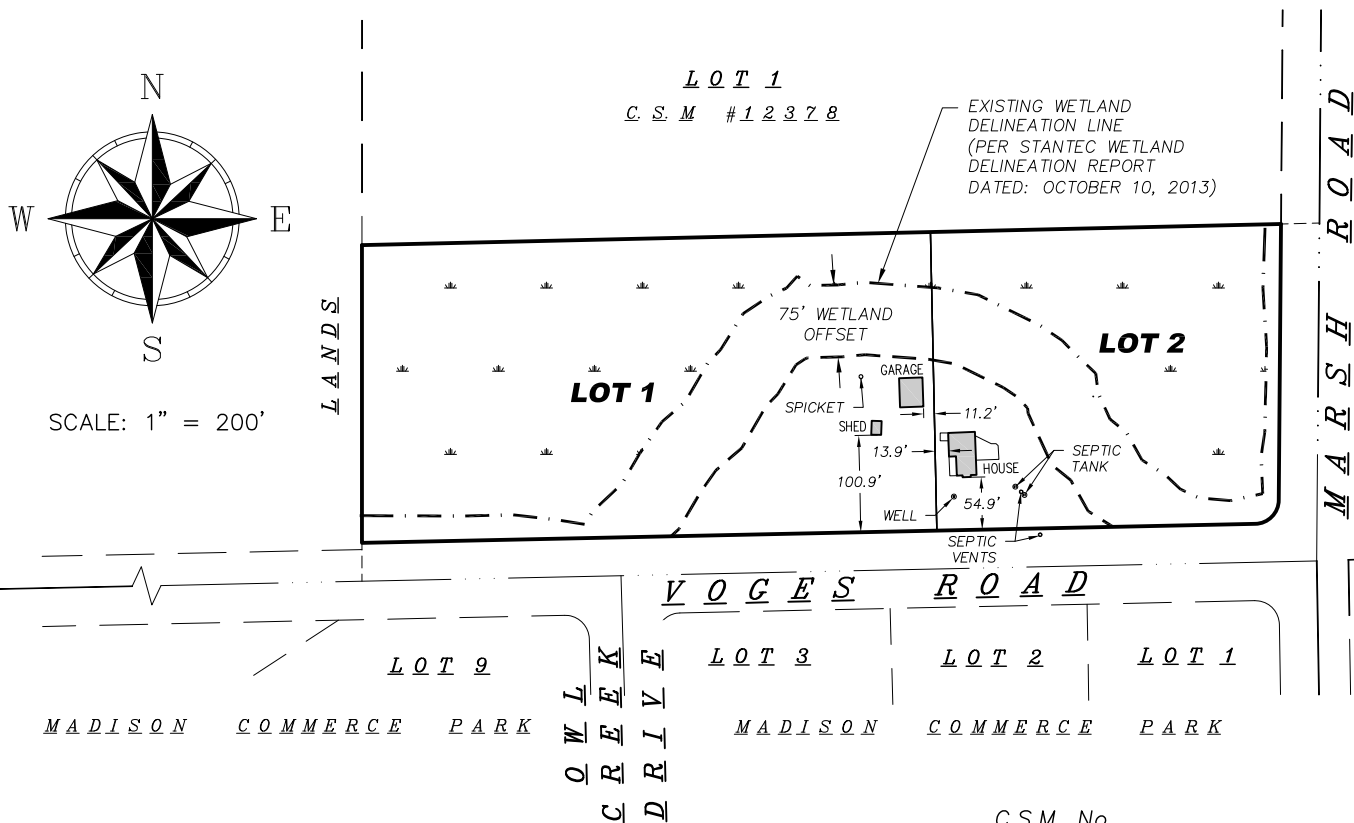 N
W
E
S
SCALE: 1" = 200'
LOT 1
C.S.M #12378
EXISTING WETLAND
DELINEATION LINE
(PER STANTEC WETLAND
DELINEATION REPORT
DATED: OCTOBER 10, 2013)
MARSH ROAD
LANDS
75' WETLAND
OFFSET
LOT 1
LOT 2
GARAGE
SPICKET
11.2'
SHED
13.9'
HOUSE
SEPTIC
TANK
100.9'
54.9'
WELL
SEPTIC
VENTS
VOGES ROAD
LOT 9
LOT 3
LOT 2
LOT 1
MADISON COMMERCE PARK
OWL
CREEK
DRIVE
MADISON COMMERCE PARK
C.S.M. No.